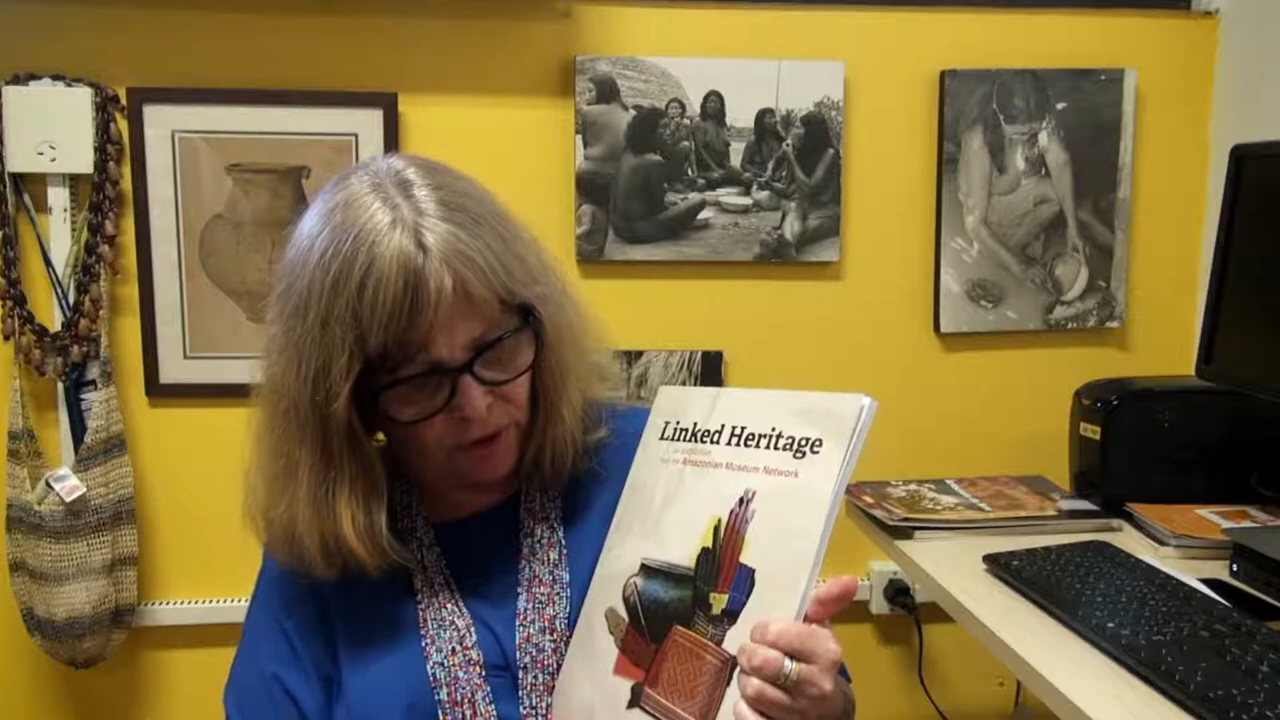 Linked Heritage
an exhibition
from the Amazonian Museum Network